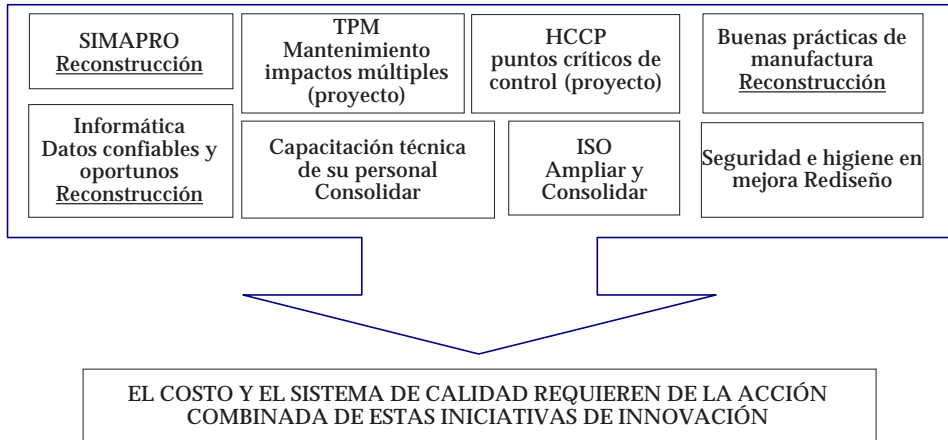 SIMAPRO
Reconstrucción
TPM
Mantenimiento
impactos múltiples
(proyecto)
HCCP
puntos críticos de
control (proyecto)
Buenas prácticas de
manufactura
Reconstrucción
Informática
Datos confiables y
oportunos
Reconstrucción
Capacitación técnica
de su personal
Consolidar
ISO
Ampliar y
Consolidar
Seguridad e higiene en
mejora Rediseño
EL COSTO Y EL SISTEMA DE CALIDAD REQUIEREN DE LA ACCIÓN
COMBINADA DE ESTAS INICIATIVAS DE INNOVACIÓN